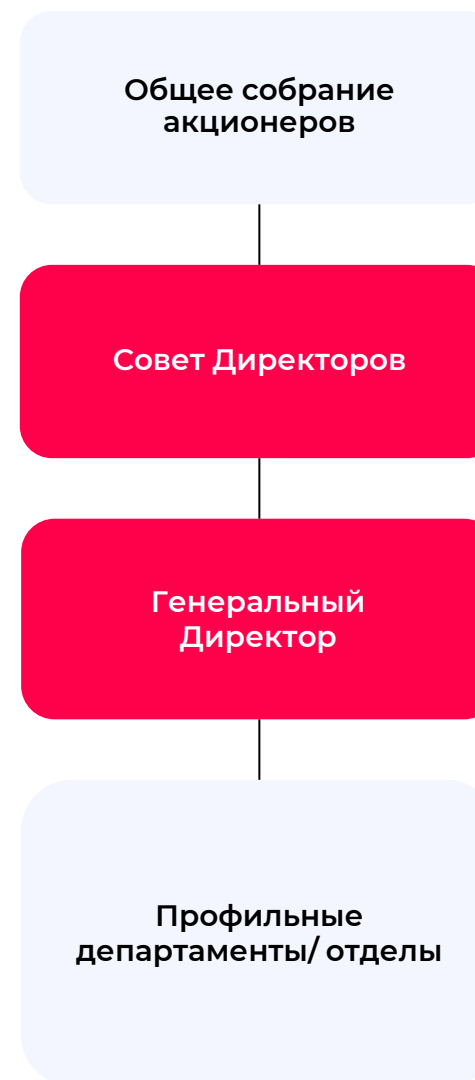 Общее собрание
акционеров
Совет Директоров
Генеральный
Директор
Профильные
департаменты/ отделы